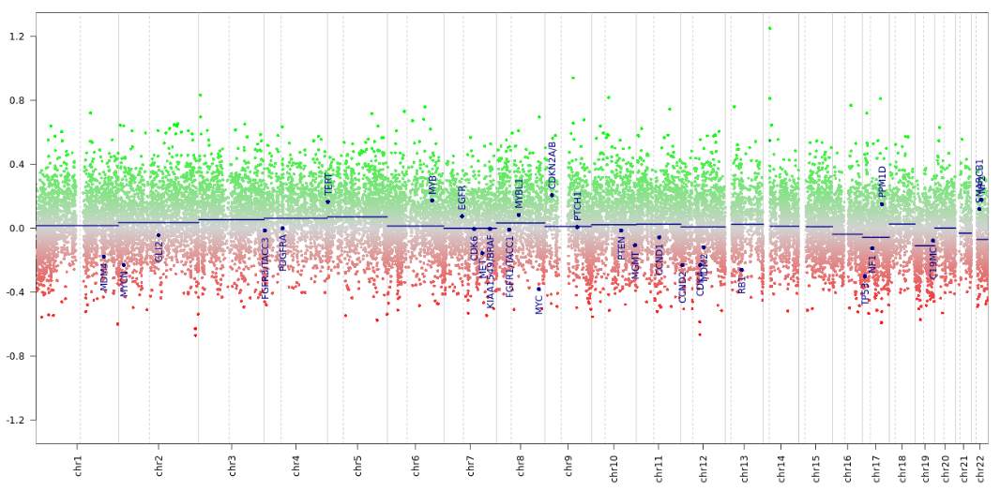 1.2
0.8
0.4
0.0
-0.4
-0.8
-1.2
MDM4
MYCN
GLI2
FGFR3/TACC3
PDGFRA
TERT
MYB
EGFR
CDK6
MET
KIAA1549/BRAF
FGFR1/TACC1
MYBL1
MYC
CDKN2A/B
PTCH1
PTEN
MGMT
CCND1
CCND2
MDM2
RB1
TP53
NF1
PPM1D
C19MC
SMARCB1
chr1
chr2
chr3
chr4
chr5
chr6
chr7
chr8
chr9
chr10
chr11
chr12
chr13
chr14
chr15
chr16
chr17
chr18
chr19
chr20
chr21
chr22